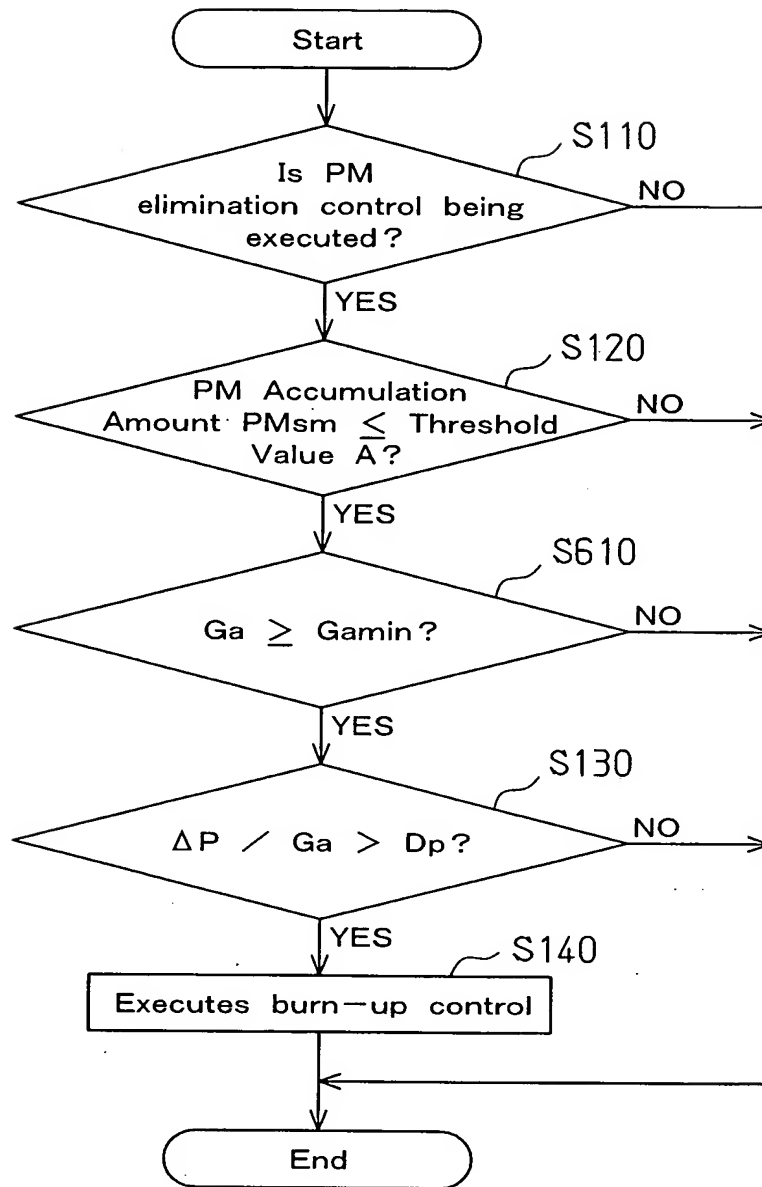 Start
S110
Is PM
elimination control being
executed?
NO
YES
S120
PM Accumulation
Amount PMsm ≤ Threshold
Value A?
NO
YES
S610
Ga ≥ Gamin?
NO
YES
S130
ΔP / Ga > Dp?
NO
YES
S140
Executes burn-up control
End